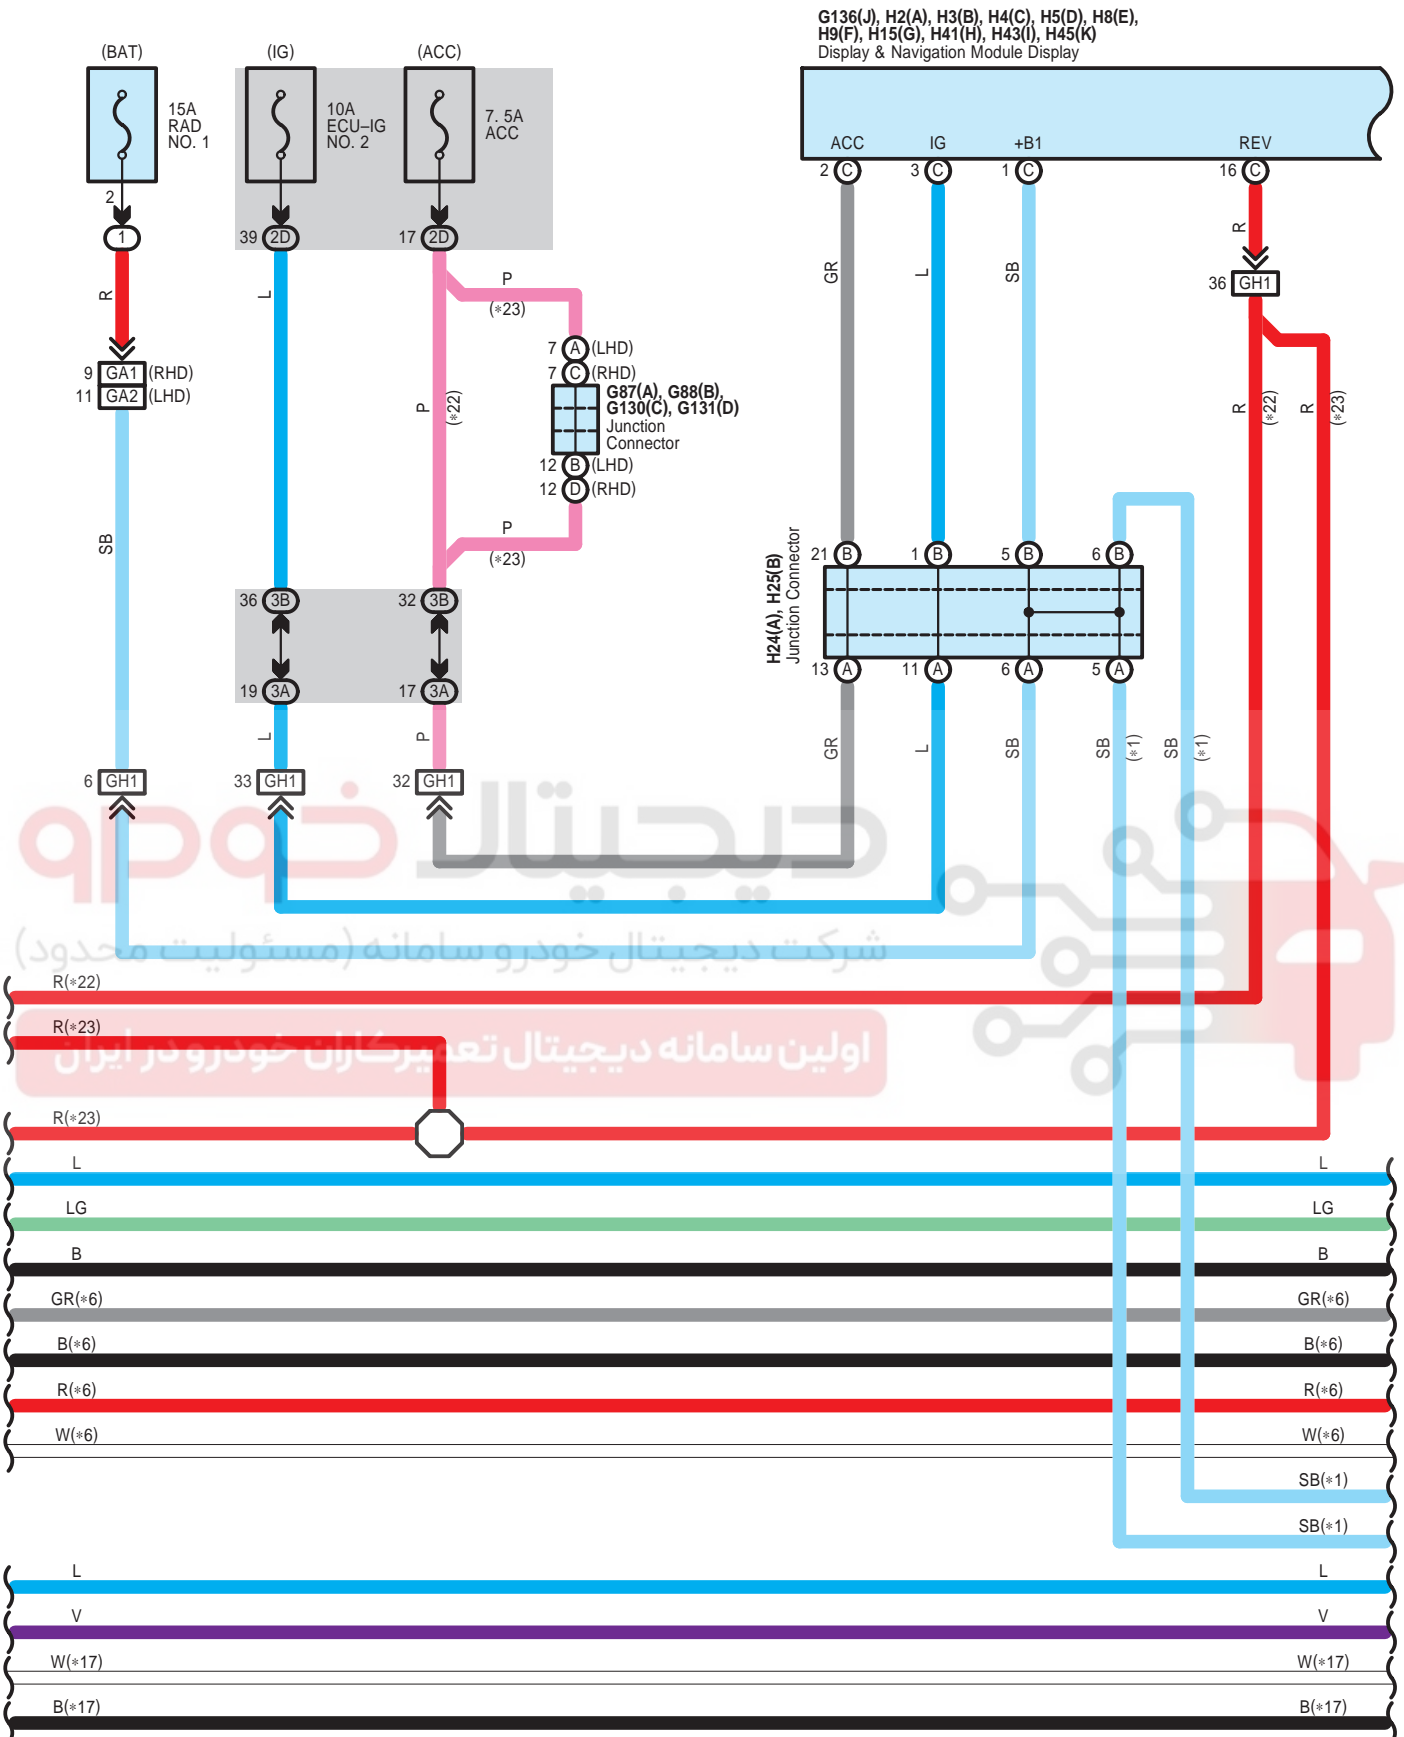 G136(J), H2(A), H3(B), H4(C), H5(D), H8(E),
H9(F), H15(G), H41(H), H43(I), H45(K)
Display & Navigation Module Display
(BAT)
(IG)
(ACC)
15A
RAD
NO. 1
10A
ECU–IG
NO. 2
7. 5A
ACC
ACC
IG
+B1
REV
2 C
3 C
1 C
16 C
2
1
39 2D
17 2D
R
L
P
(*23)
GR
L
SB
R
36 GH1
7 A (LHD)
7 C (RHD)
9 GA1 (RHD)
11 GA2 (LHD)
G87(A), G88(B),
G130(C), G131(D)
Junction
Connector
P
(*22)
R
(*22)
R
(*23)
12 B (LHD)
12 D (RHD)
SB
P
(*23)
H24(A), H25(B)
Junction Connector
21 B
1 B
5 B
6 B
36 3B
32 3B
13 A
11 A
6 A
5 A
19 3A
17 3A
L
P
GR
L
SB
SB
(*1)
SB
(*1)
6 GH1
33 GH1
32 GH1
دیجیتال خودرو
شرکت دیجیتال خودرو سامانه (مسئولیت محدود)
R(*22)
R(*23)
اولین سامانه دیجیتال تعمیرکاران خودرو در ایران
R(*23)
L L
LG LG
B B
GR(*6) GR(*6)
B(*6) B(*6)
R(*6) R(*6)
W(*6) W(*6)
SB(*1)
SB(*1)
L L
V V
W(*17) W(*17)
B(*17) B(*17)